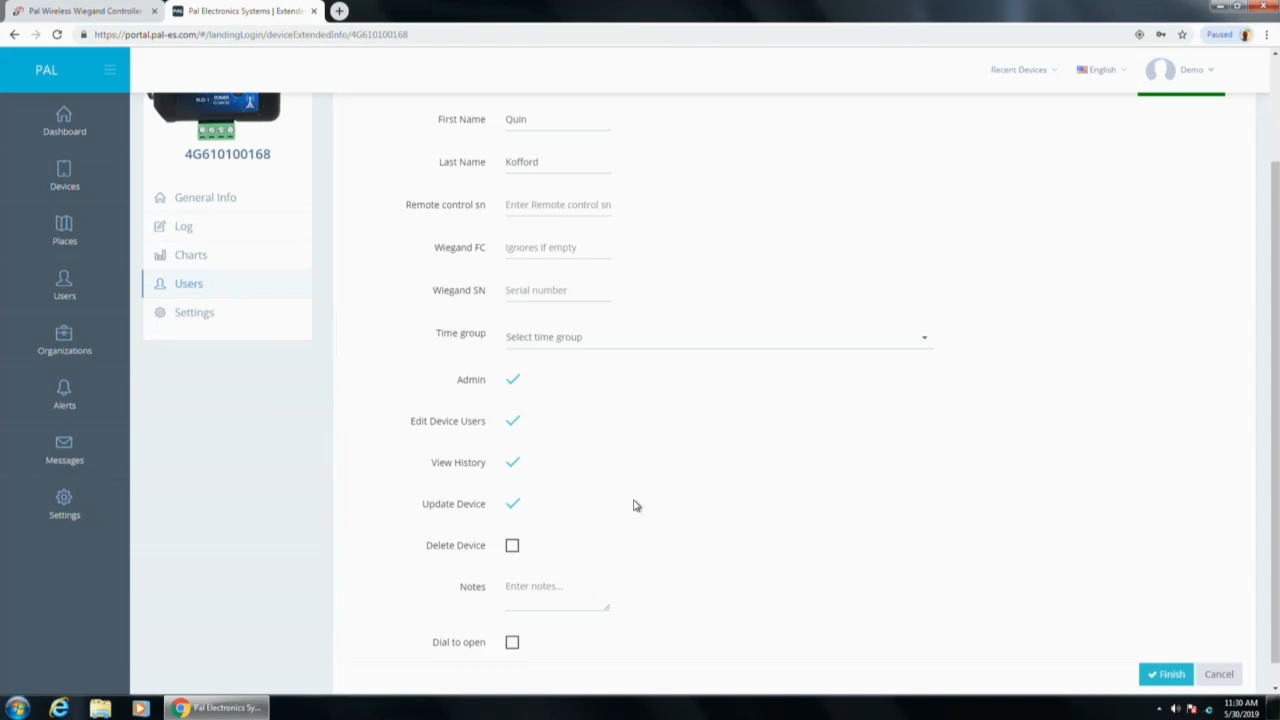 Pal Wireless Wiegand Controller
Pal Electronics Systems | Extende
https://portal.pal-es.com/#/landingLogin/deviceExtendedInfo/4G610100168
Paused
PAL
Recent Devices
English
Demo
Dashboard
Devices
Places
Users
Organizations
Alerts
Messages
Settings
4G610100168
General Info
Log
Charts
Users
Settings
First Name Quin
Last Name Kofford
Remote control sn Enter Remote control sn
Wiegand FC Ignores if empty
Wiegand SN Serial number
Time group Select time group
Admin
Edit Device Users
View History
Update Device
Delete Device
Notes Enter notes...
Dial to open
Finish Cancel
Pal Electronics Sy...
11:30 AM
5/30/2019